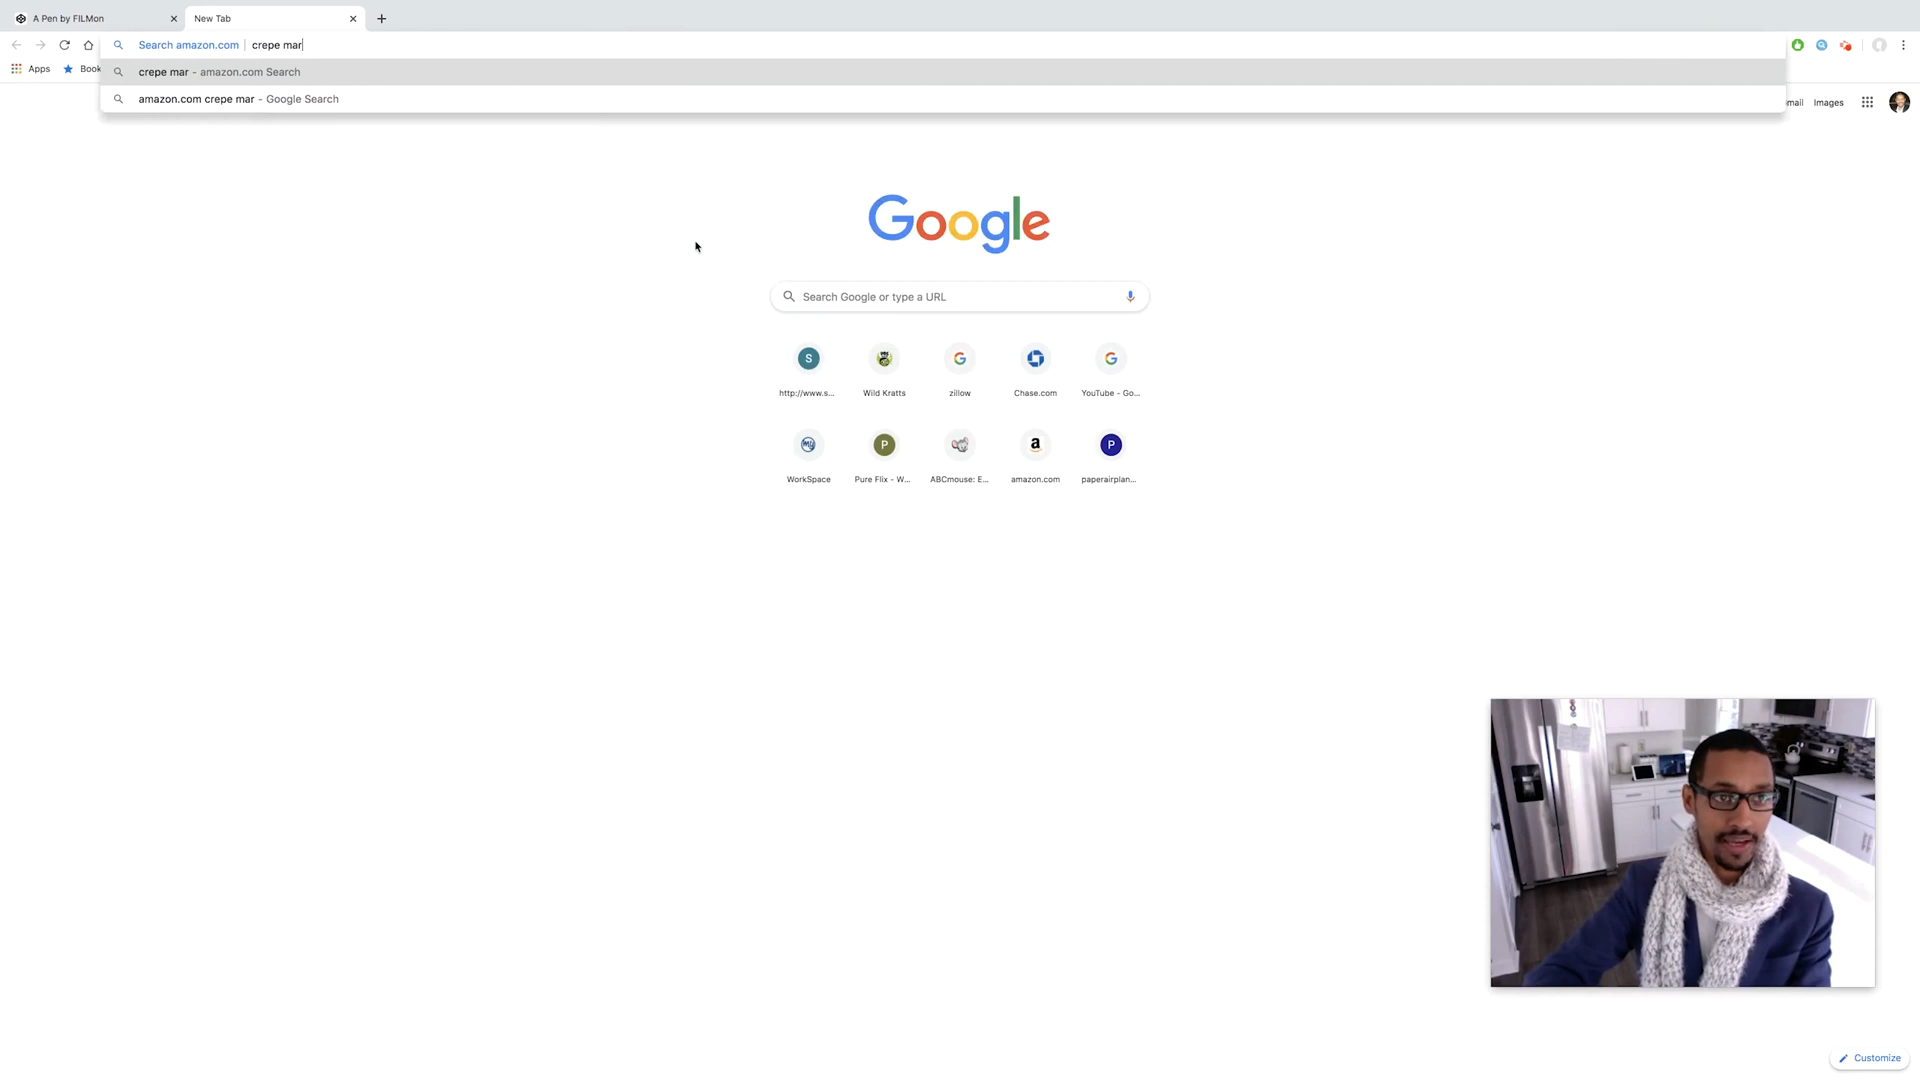 A Pen by FILMon
New Tab
Search amazon.com | crepe mar
Apps
Book
crepe mar - amazon.com Search
amazon.com crepe mar - Google Search
mail
Images
Google
Search Google or type a URL
http://www.s...
Wild Kratts
zillow
Chase.com
YouTube - Go...
WorkSpace
Pure Flix - W...
ABCmouse: E...
amazon.com
paperairplan...
S
P
a
P
Customize